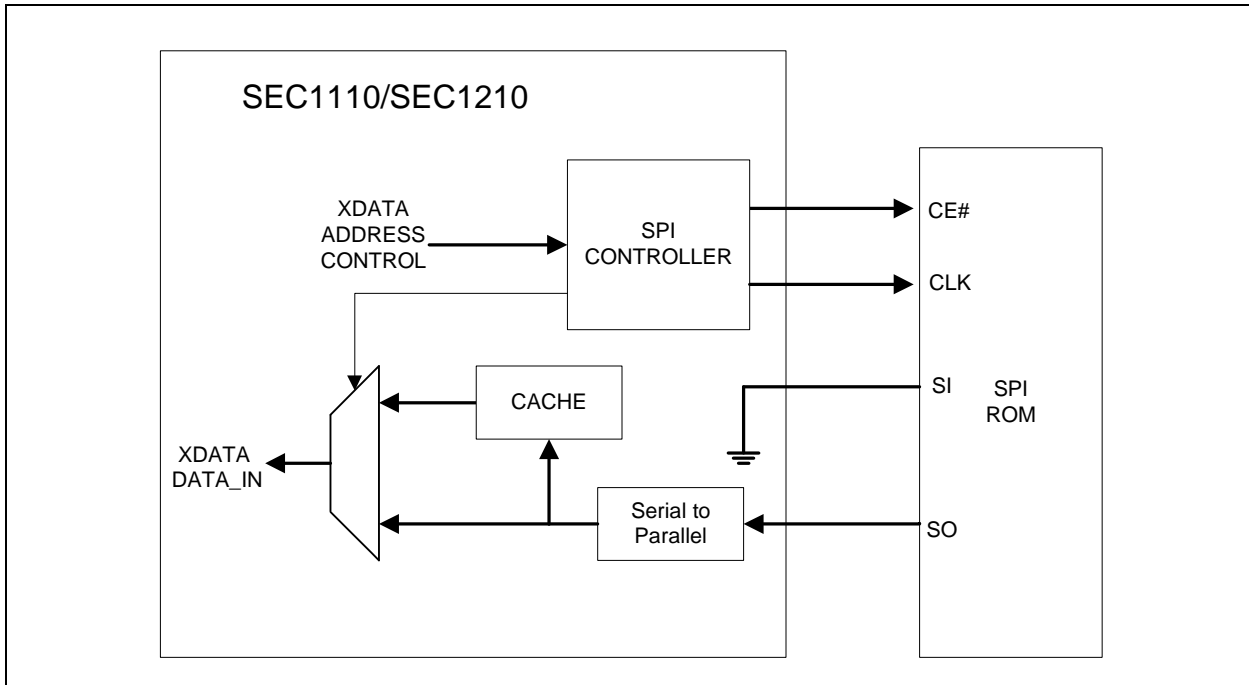 SEC1110/SEC1210
XDATA
ADDRESS
CONTROL
SPI
CONTROLLER
CE#
CLK
SI
SPI
ROM
CACHE
XDATA
DATA_IN
Serial to
Parallel
SO